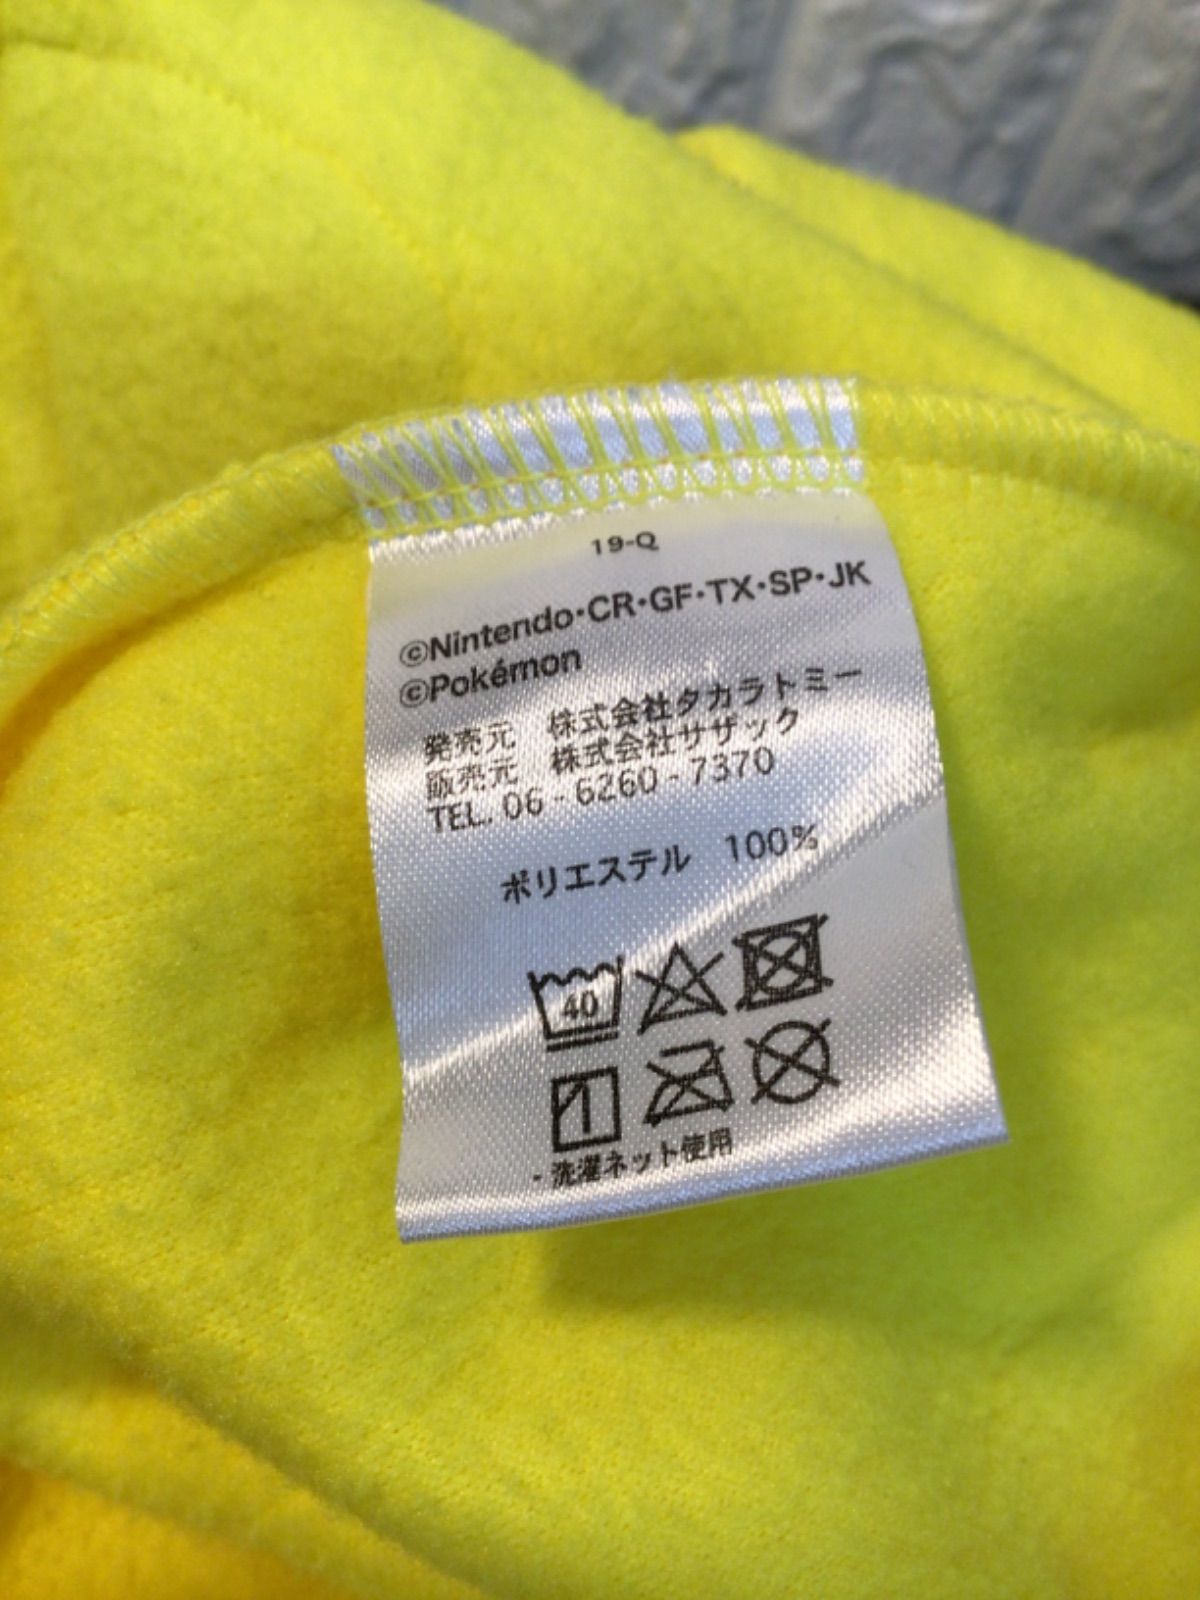 19-Q
©Nintendo・CR・GF・TX・SP・JK
©Pokémon
発売元 株式会社タカラトミー
販売元 株式会社サザック
TEL. 06-6260-7370
ポリエステル 100%
40
・洗濯ネット使用